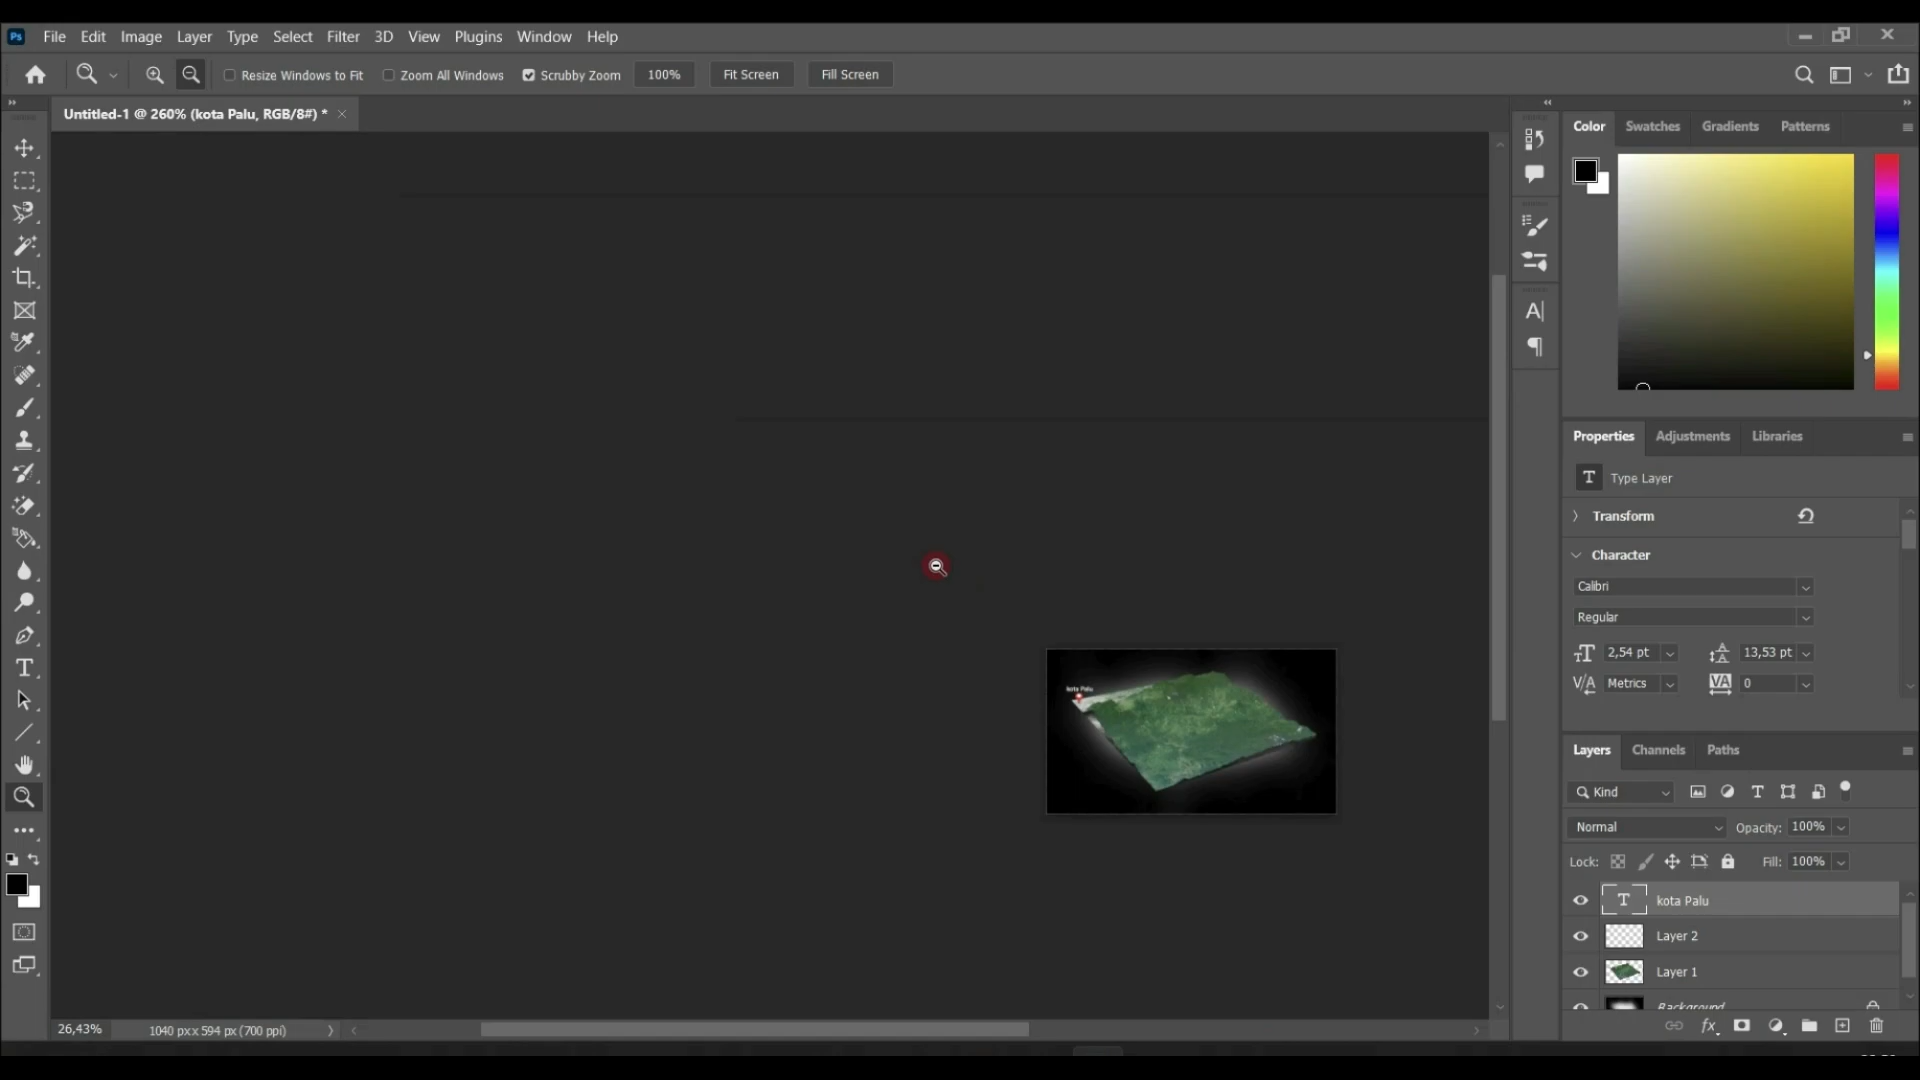 Ps File Edit Image Layer Type Select Filter 3D View Plugins Window Help
Resize Windows to Fit Zoom All Windows Scrubby Zoom 100% Fit Screen Fill Screen
Untitled-1 @ 260% (kota Palu, RGB/8#) *
Color Swatches Gradients Patterns
Properties Adjustments Libraries
Type Layer
Transform
Character
Calibri
Regular
2,54 pt 13,53 pt
Metrics 0
kota Palu
Layers Channels Paths
Kind
Normal Opacity: 100%
Lock: Fill: 100%
kota Palu
Layer 2
Layer 1
Background
26,43% 1040 px x 594 px (700 ppi)